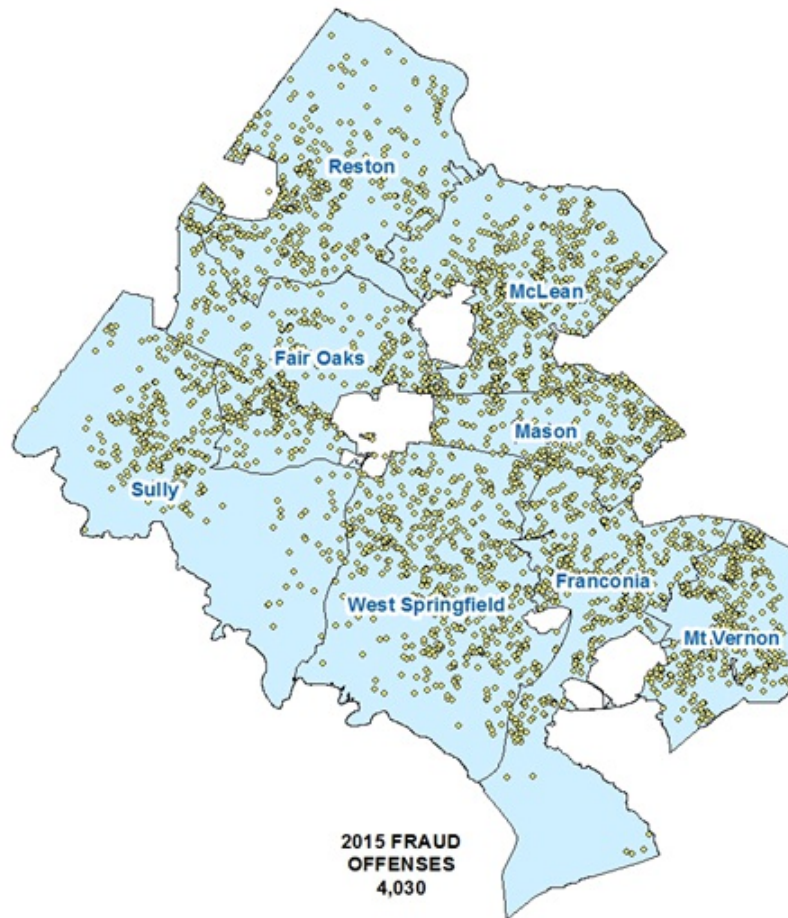 Reston
McLean
Fair Oaks
Mason
Sully
Franconia
West Springfield
Mt Vernon
2015 FRAUD
OFFENSES
4,030